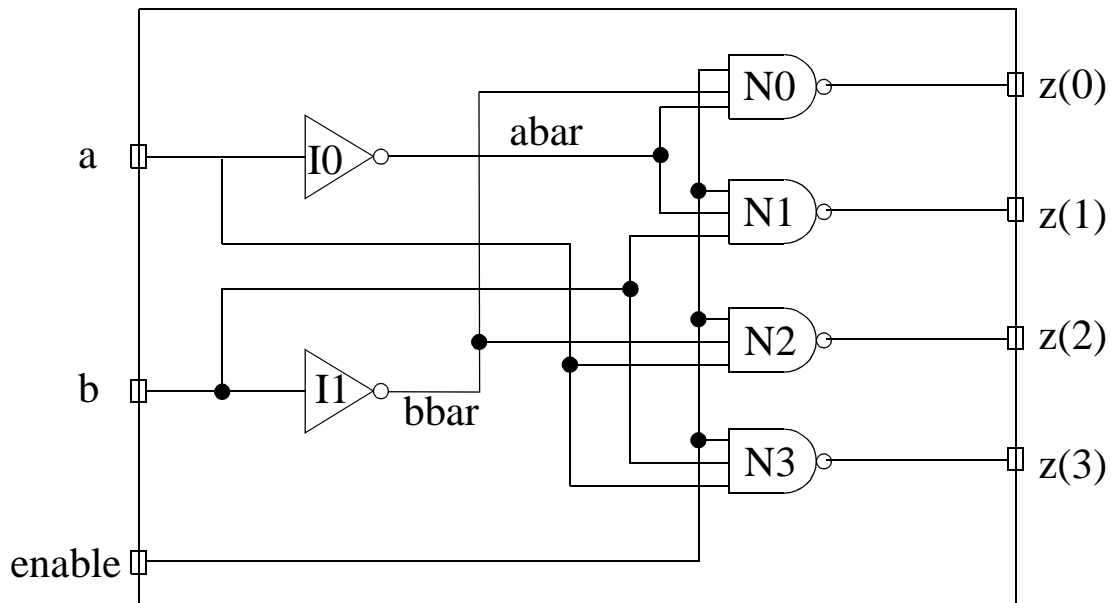 N0
z(0)
abar
a
I0
N1
z(1)
N2
z(2)
b
I1
bbar
N3
z(3)
enable